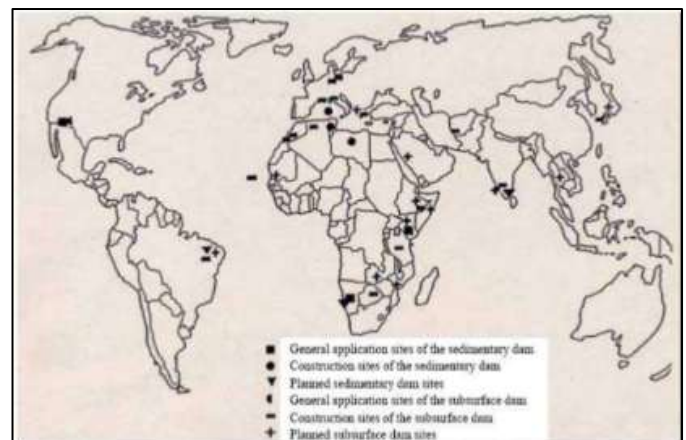 General application sites of the sedimentary dam
Construction sites of the sedimentary dam
Planned sedimentary dam sites
General application sites of the subsurface dam
Construction sites of the subsurface dam
Planned subsurface dam sites